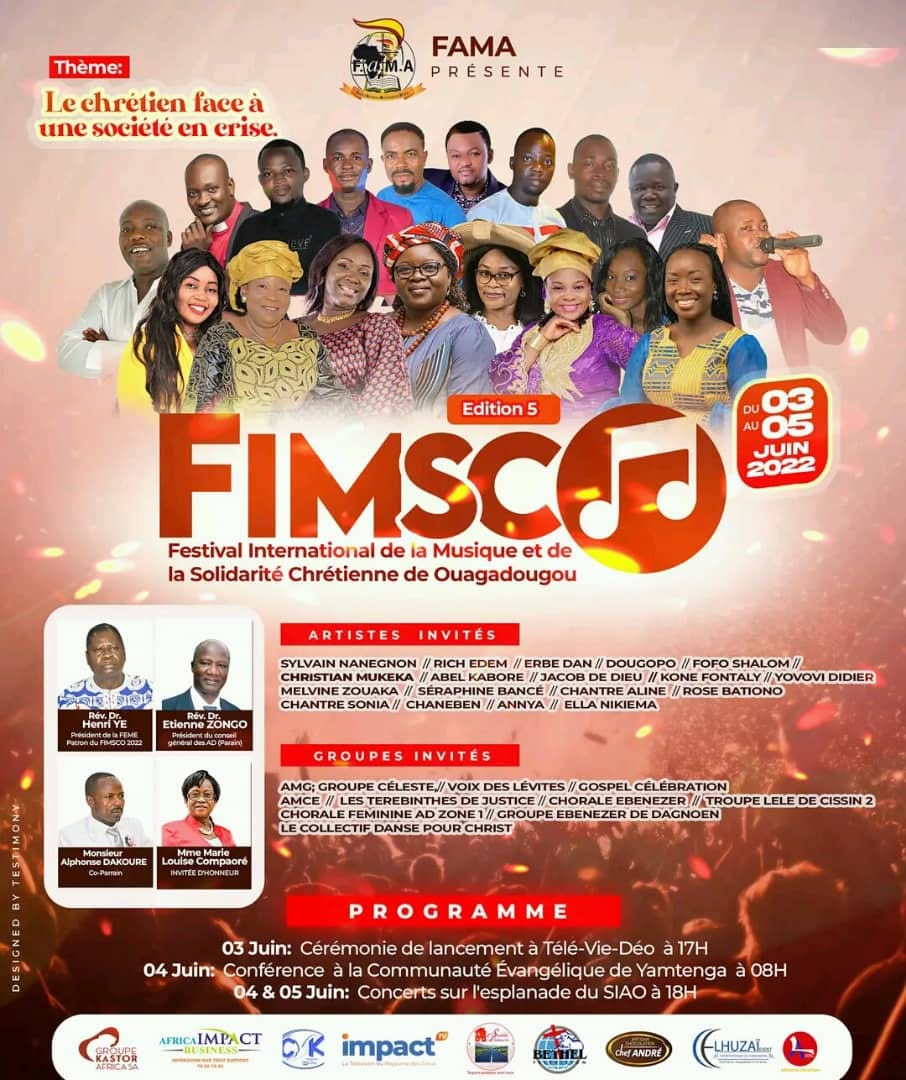 F.A.M.A
FAMA
PRÉSENTE
Thème:
Le chrétien face à
une société en crise.
Edition 5
FIMSCO
DU 03
AU 05
JUIN
2022
Festival International de la Musique et de
la Solidarité Chrétienne de Ouagadougou
Rév. Dr.
Henri YE
Président de la FEME
Patron du FIMSCO 2022
Rév. Dr.
Etienne ZONGO
Président du conseil
général des AD (Parain)
Monsieur
Alphonse DAKOURE
Co-Parrain
Mme Marie
Louise Compaoré
INVITÉE D'HONNEUR
ARTISTES INVITÉS
SYLVAIN NANEGNON // RICH EDEM // ERBE DAN // DOUGOPO // FOFO SHALOM //
CHRISTIAN MUKEKA // ABEL KABORE // JACOB DE DIEU // KONE FONTALY // YOVOVI DIDIER
MELVINE ZOUAKA // SÉRAPHINE BANCÉ // CHANTRE ALINE // ROSE BATIONO
CHANTRE SONIA // CHANEBEN // ANNYA // ELLA NIKIEMA
GROUPES INVITÉS
AMG; GROUPE CÉLESTE,// VOIX DES LÉVITES // GOSPEL CÉLÉBRATION
AMCE // LES TEREBINTHES DE JUSTICE // CHORALE EBENEZER // TROUPE LELE DE CISSIN 2
CHORALE FEMININE AD ZONE 1 // GROUPE EBENEZER DE DAGNOEN
LE COLLECTIF DANSE POUR CHRIST
PROGRAMME
03 Juin: Cérémonie de lancement à Télé-Vie-Déo à 17H
04 Juin: Conférence à la Communauté Évangélique de Yamtenga à 08H
04 & 05 Juin: Concerts sur l'esplanade du SIAO à 18H
DESIGNED BY TESTIMONY
GROUPE
KASTOR
AFRICA SA
AFRICA IMPACT
BUSINESS
impact TV
BETHEL
Chef ANDRÉ
ELHUZAÏ